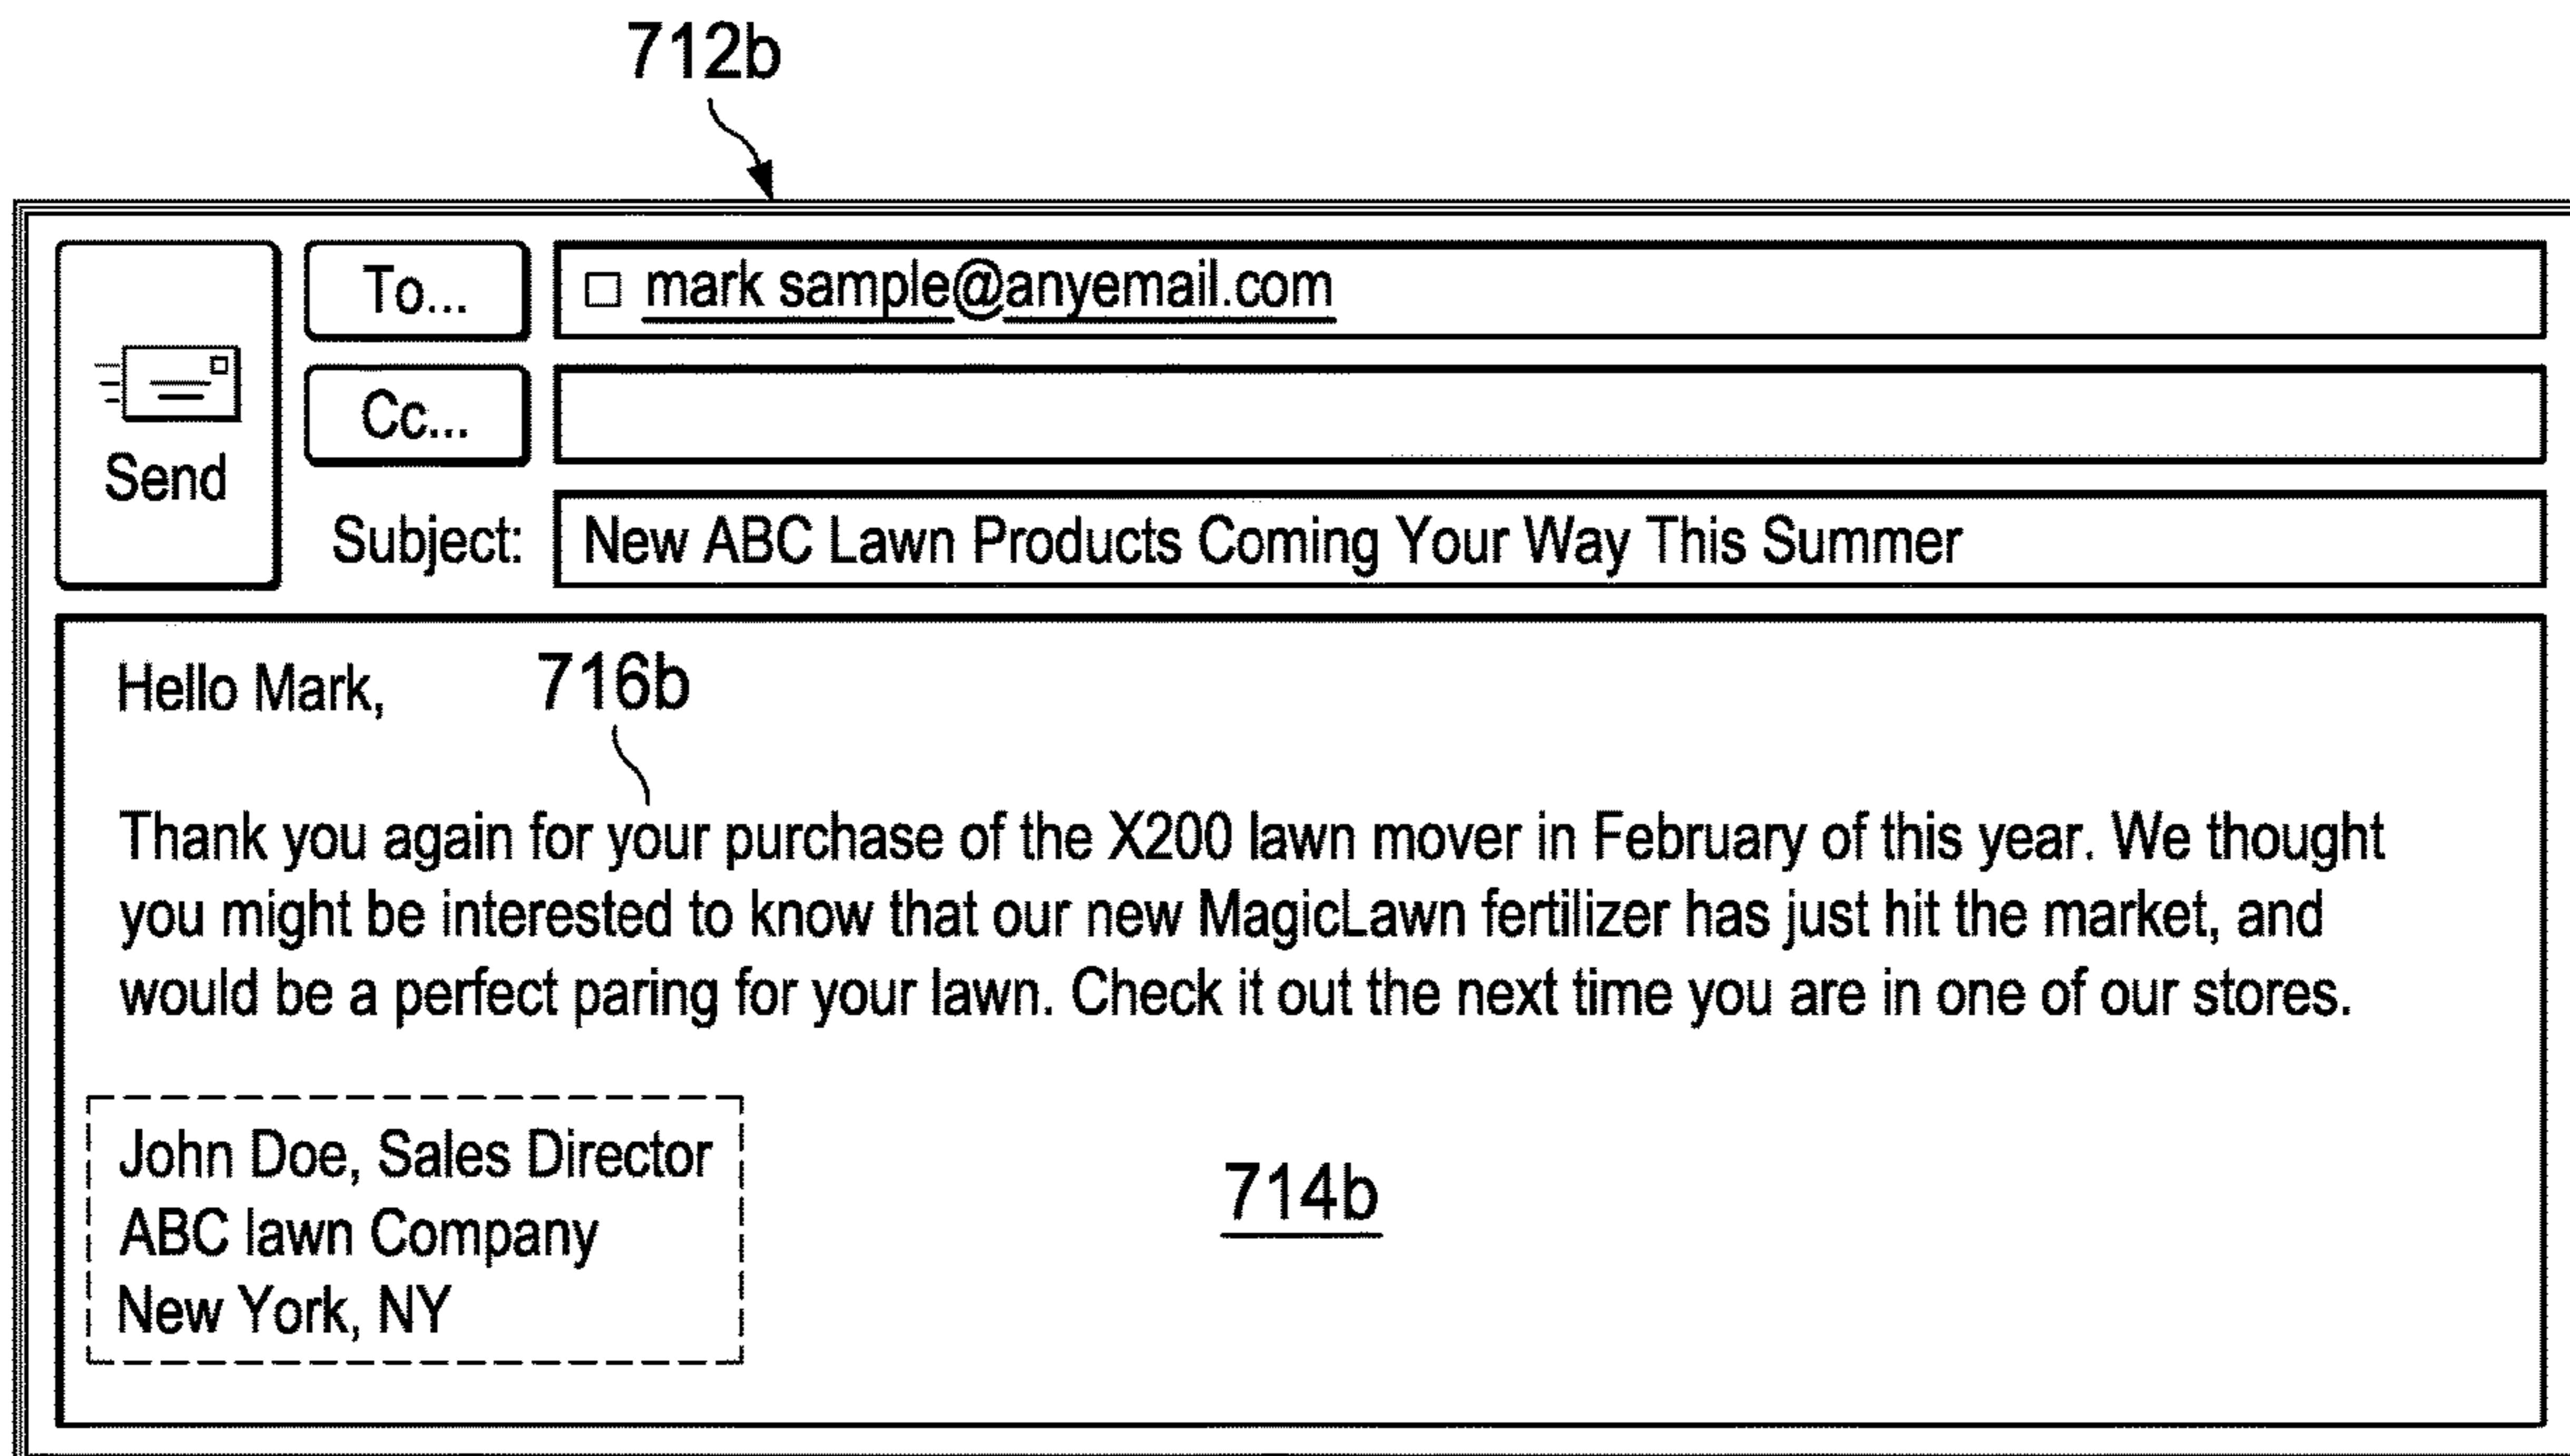 712b
To... mark sample@anyemail.com
Cc...
Send
Subject: New ABC Lawn Products Coming Your Way This Summer
Hello Mark, 716b
Thank you again for your purchase of the X200 lawn mover in February of this year. We thought
you might be interested to know that our new MagicLawn fertilizer has just hit the market, and
would be a perfect paring for your lawn. Check it out the next time you are in one of our stores.
John Doe, Sales Director
ABC lawn Company
New York, NY
714b